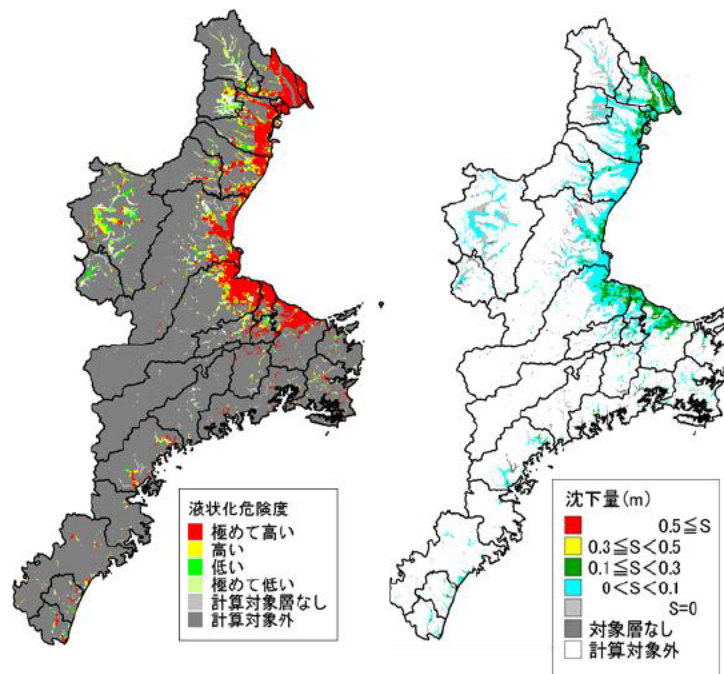 液状化危険度
極めて高い
高い
低い
極めて低い
計算対象層なし
計算対象外
沈下量(m)
0.5≦S
0.3≦S<0.5
0.1≦S<0.3
0<S<0.1
S=0
対象層なし
計算対象外